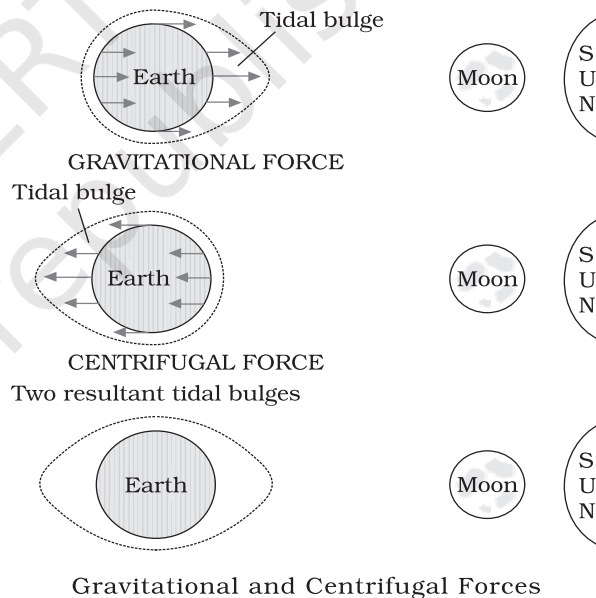 Tidal bulge
Earth
Moon
S
U
N
GRAVITATIONAL FORCE
Tidal bulge
Earth
Moon
S
U
N
CENTRIFUGAL FORCE
Two resultant tidal bulges
Earth
Moon
S
U
N
Gravitational and Centrifugal Forces